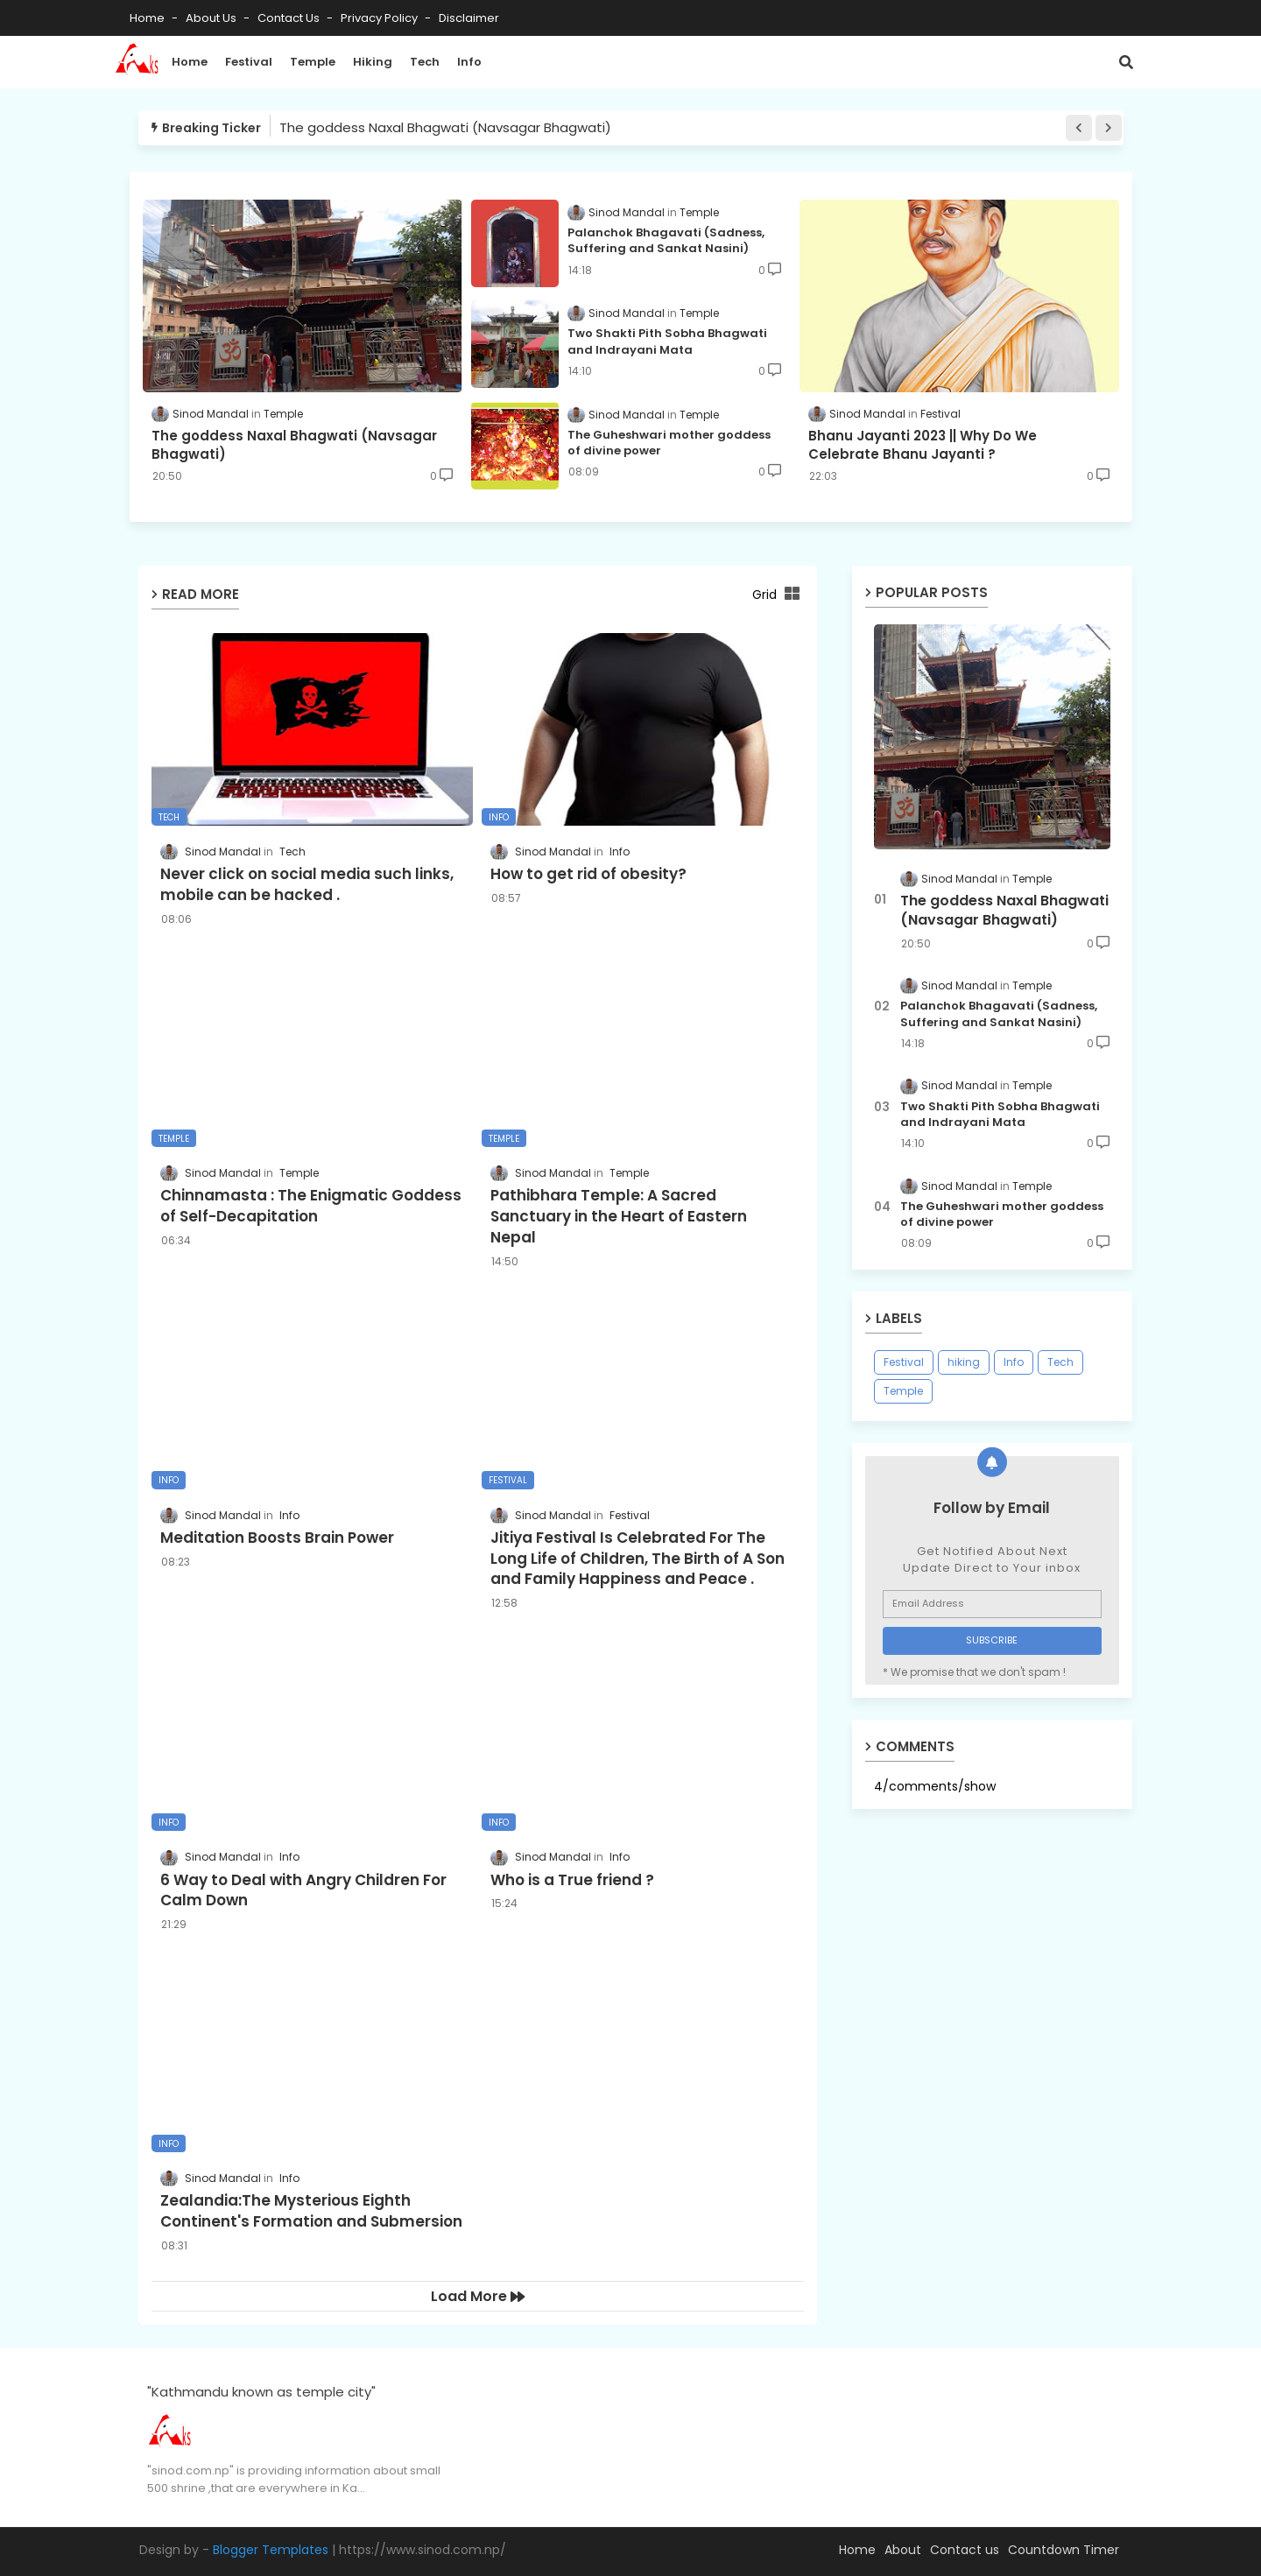 Home - About Us - Contact Us - Privacy Policy - Disclaimer
Home Festival Temple Hiking Tech Info
Breaking Ticker The goddess Naxal Bhagwati (Navsagar Bhagwati)
Sinod Mandal in Temple
The goddess Naxal Bhagwati (Navsagar
Bhagwati)
20:50 0
Sinod Mandal in Temple
Palanchok Bhagavati (Sadness,
Suffering and Sankat Nasini)
14:18 0
Sinod Mandal in Temple
Two Shakti Pith Sobha Bhagwati
and Indrayani Mata
14:10 0
Sinod Mandal in Temple
The Guheshwari mother goddess
of divine power
08:09 0
Sinod Mandal in Festival
Bhanu Jayanti 2023 || Why Do We
Celebrate Bhanu Jayanti ?
22:03 0
READ MORE Grid
TECH
Sinod Mandal in Tech
Never click on social media such links,
mobile can be hacked .
08:06
INFO
Sinod Mandal in Info
How to get rid of obesity?
08:57
TEMPLE
Sinod Mandal in Temple
Chinnamasta : The Enigmatic Goddess
of Self-Decapitation
06:34
TEMPLE
Sinod Mandal in Temple
Pathibhara Temple: A Sacred
Sanctuary in the Heart of Eastern
Nepal
14:50
INFO
Sinod Mandal in Info
Meditation Boosts Brain Power
08:23
FESTIVAL
Sinod Mandal in Festival
Jitiya Festival Is Celebrated For The
Long Life of Children, The Birth of A Son
and Family Happiness and Peace .
12:58
INFO
Sinod Mandal in Info
6 Way to Deal with Angry Children For
Calm Down
21:29
INFO
Sinod Mandal in Info
Who is a True friend ?
15:24
INFO
Sinod Mandal in Info
Zealandia:The Mysterious Eighth
Continent's Formation and Submersion
08:31
Load More
POPULAR POSTS
Sinod Mandal in Temple
01 The goddess Naxal Bhagwati
(Navsagar Bhagwati)
20:50 0
Sinod Mandal in Temple
02 Palanchok Bhagavati (Sadness,
Suffering and Sankat Nasini)
14:18 0
Sinod Mandal in Temple
03 Two Shakti Pith Sobha Bhagwati
and Indrayani Mata
14:10 0
Sinod Mandal in Temple
04 The Guheshwari mother goddess
of divine power
08:09 0
LABELS
Festival hiking Info Tech
Temple
Follow by Email
Get Notified About Next
Update Direct to Your inbox
Email Address
SUBSCRIBE
* We promise that we don't spam !
COMMENTS
4/comments/show
"Kathmandu known as temple city"
"sinod.com.np" is providing information about small
500 shrine ,that are everywhere in Ka...
Design by - Blogger Templates | https://www.sinod.com.np/
Home About Contact us Countdown Timer